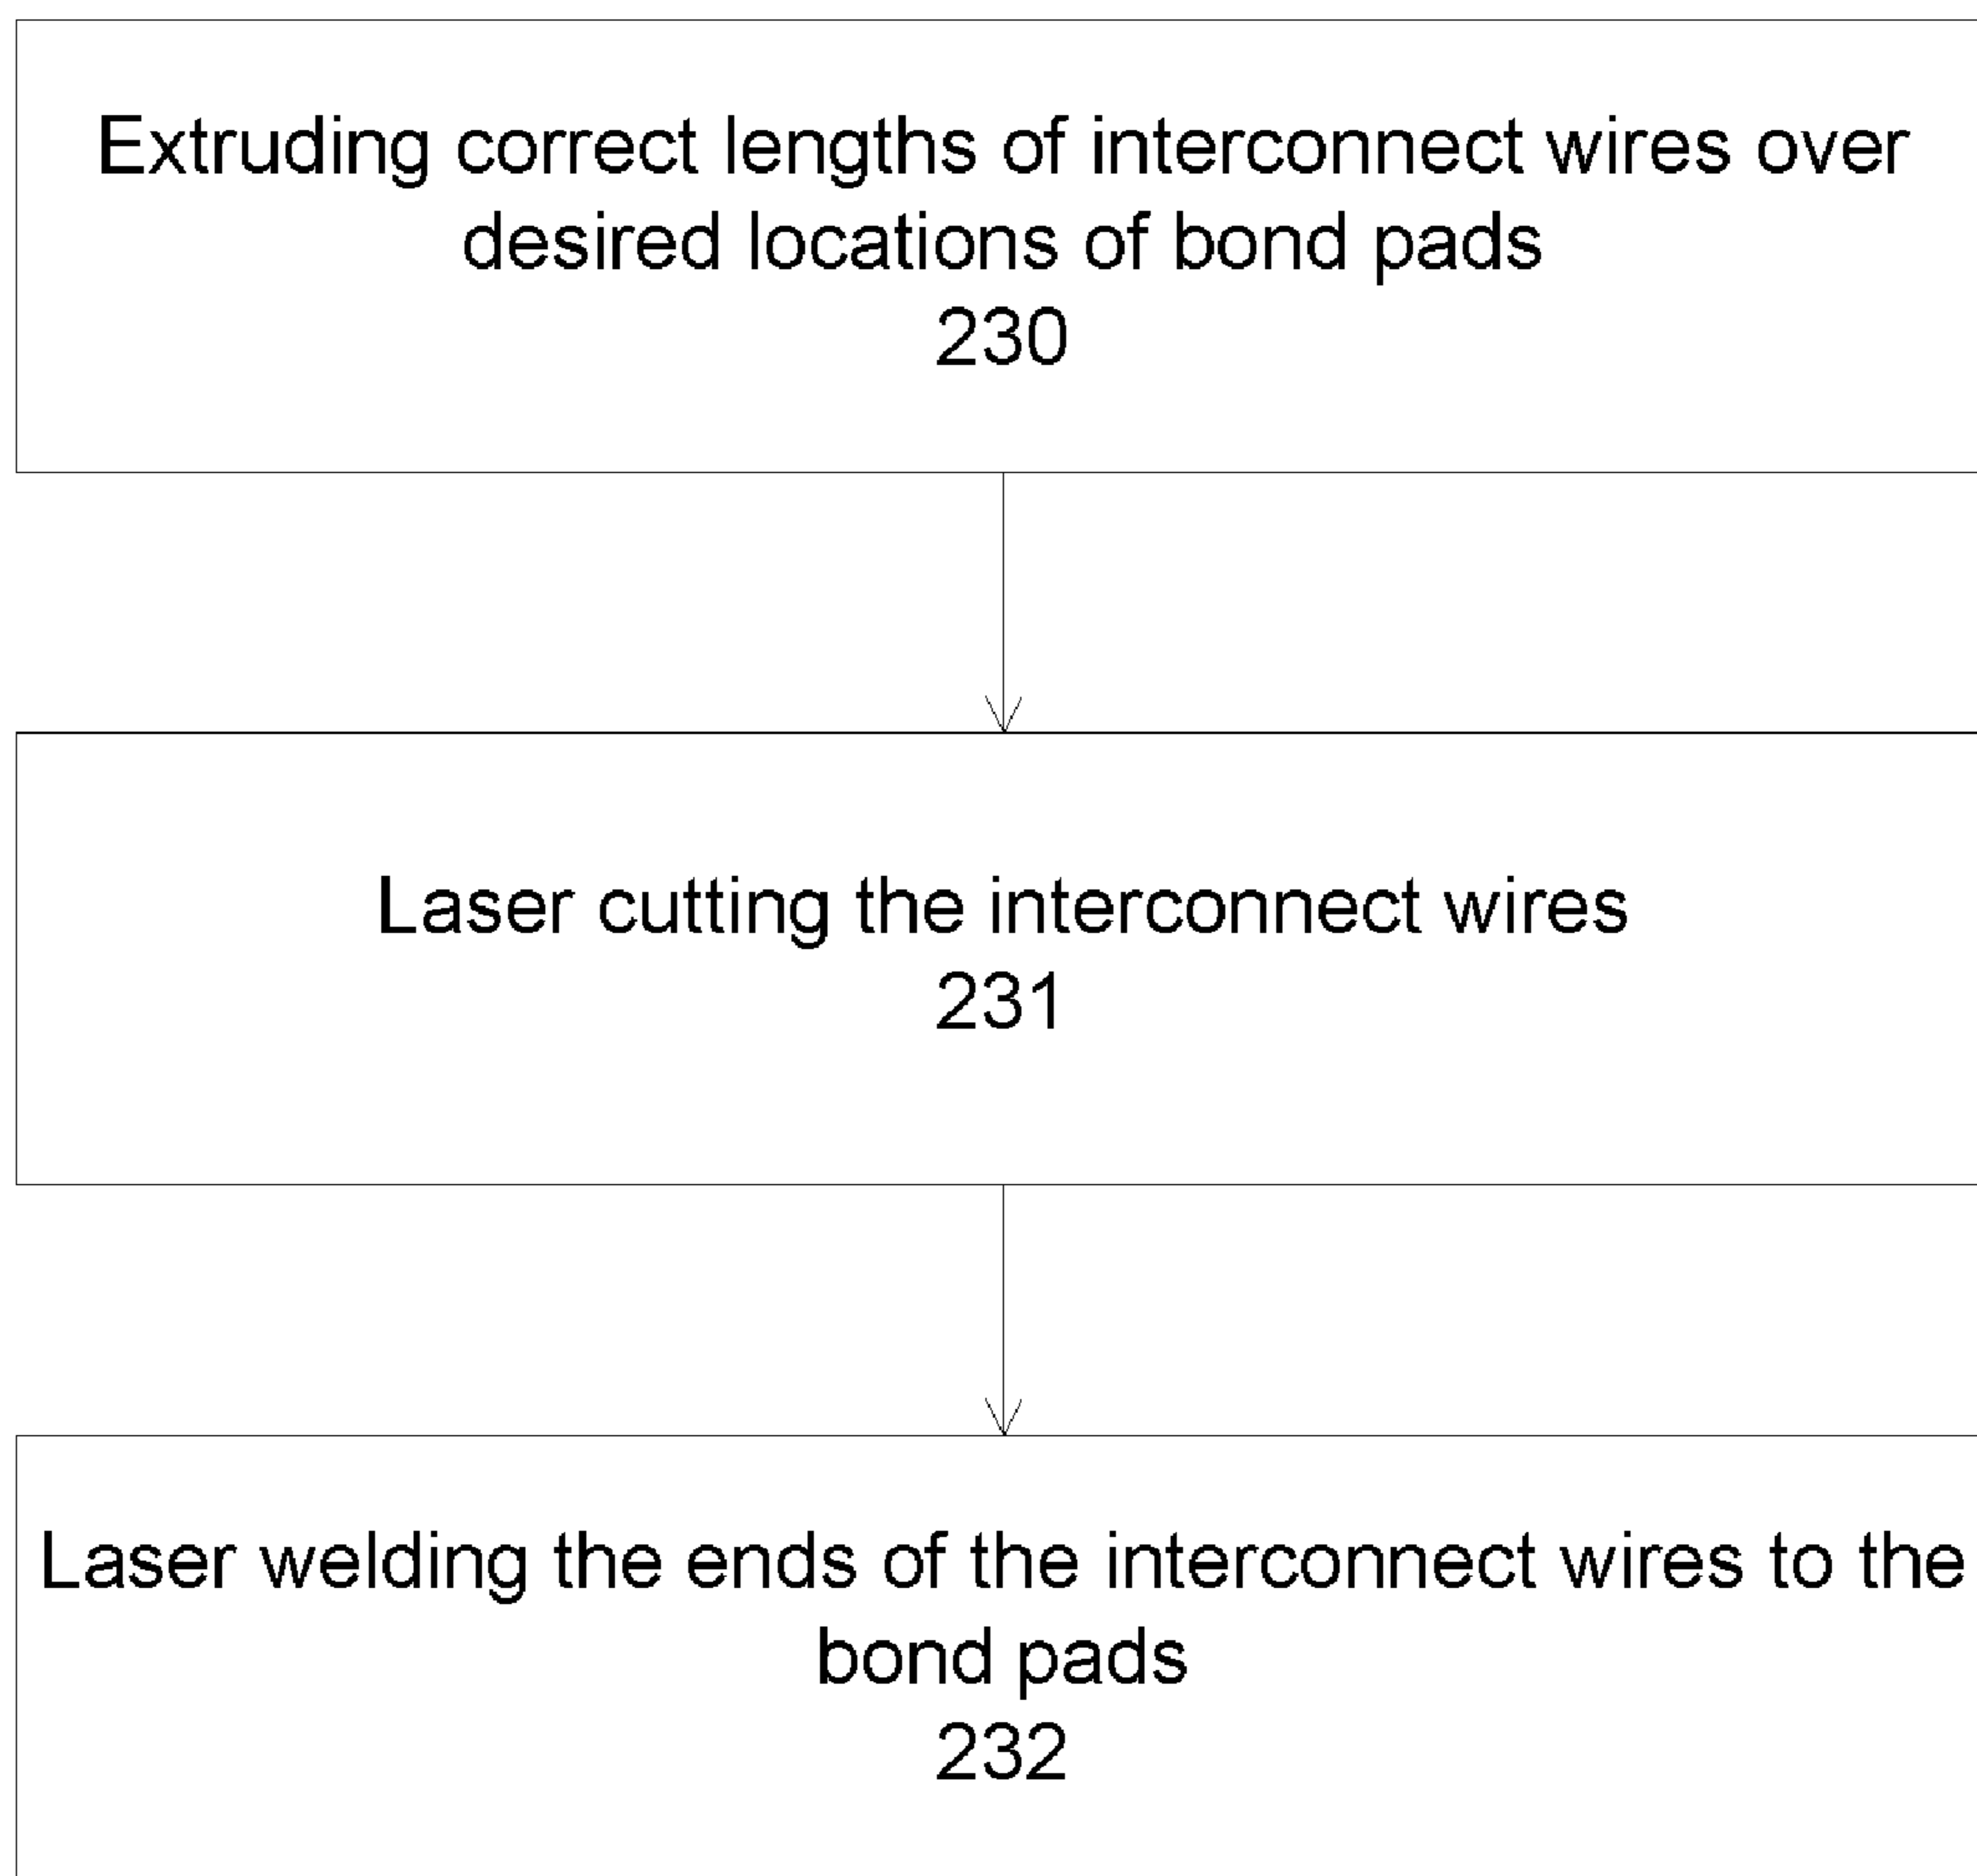 Extruding correct lengths of interconnect wires over
desired locations of bond pads
230
Laser cutting the interconnect wires
231
Laser welding the ends of the interconnect wires to the
bond pads
232